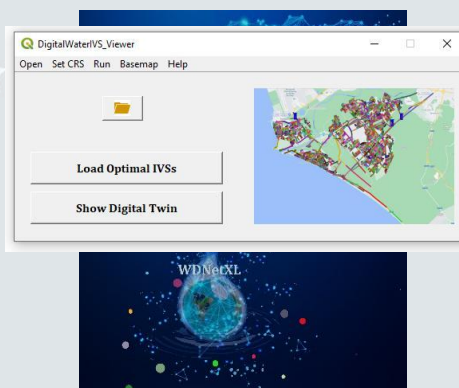 DigitalWaterIVS_Viewer
Open Set CRS Run Basemap Help
Load Optimal IVSs
Show Digital Twin
WDNetXL